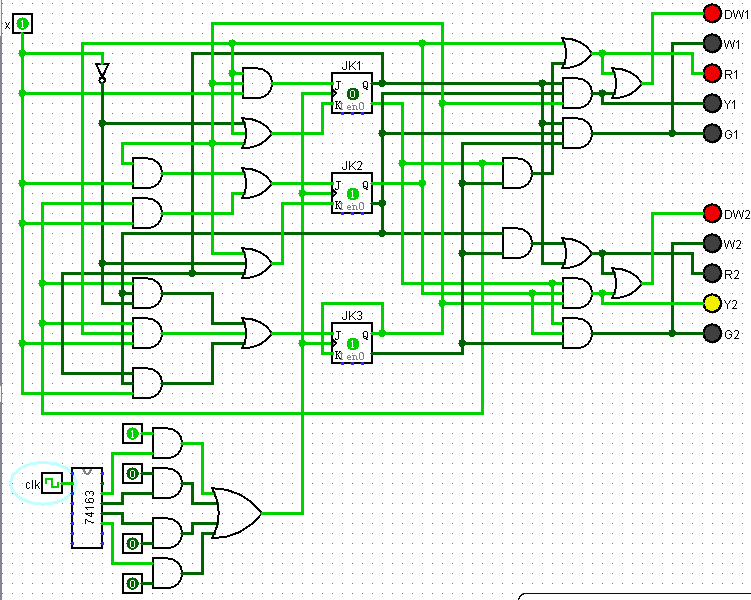 x 1
DW1
W1
R1
Y1
G1
JK1
J Q
0
K en0
JK2
J Q
1
K en0
JK3
J Q
1
K en0
DW2
W2
R2
Y2
G2
1
0
0
0
clk
74163